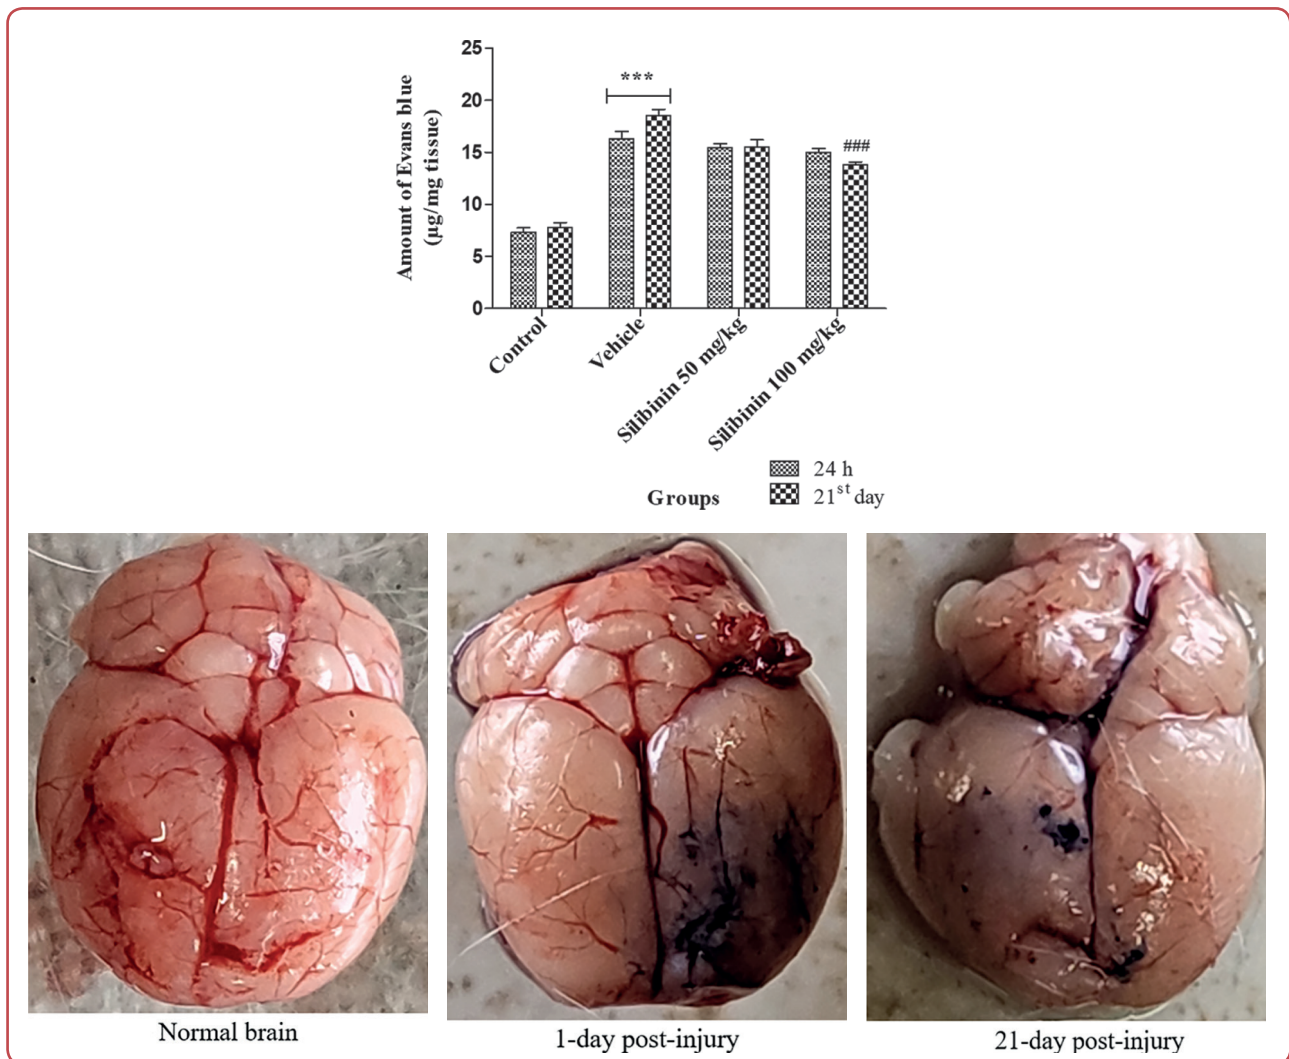 25
20
15
10
5
0
Amount of Evans blue
(µg/mg tissue)
***
###
Control
Vehicle
Silibinin 50 mg/kg
Silibinin 100 mg/kg
24 h
21st day
Groups
Normal brain
1-day post-injury
21-day post-injury